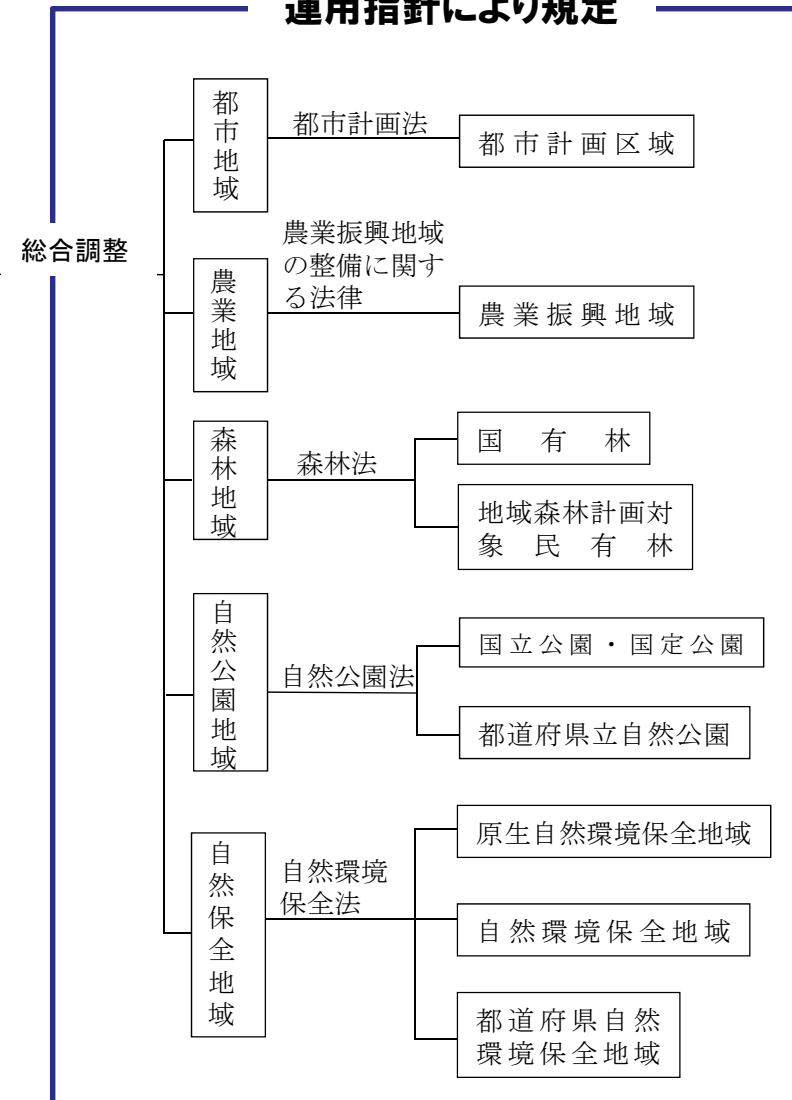 運用指針により規定
都市地域
都市計画法
都市計画区域
総合調整
農業地域
農業振興地域
の整備に関す
る法律
農業振興地域
森林地域
森林法
国有林
地域森林計画対
象民有林
自然公園地域
自然公園法
国立公園・国定公園
都道府県立自然公園
自然保全地域
自然環境
保全法
原生自然環境保全地域
自然環境保全地域
都道府県自然
環境保全地域